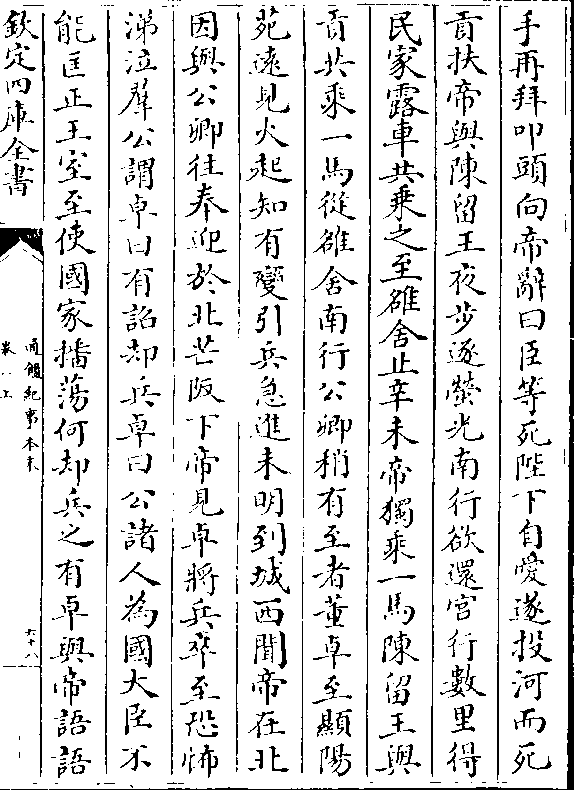 手再拜叩頭向帝辭曰臣等死陛下自愛遂投河而死
貢扶帝與陳留王夜步逐螢光南行欲還宮行數里得
民家露車共乘之至雒舍止辛未帝獨乘一馬陳留王與
貢共乘一馬從雒舍南行公卿稍有至者董卓至顯陽
苑遠見火起知有變引兵急進未明到城西聞帝在北
因與公卿往奉迎於北芒阪下帝見卓將兵卒至恐怖
涕泣羣公謂卓曰有詔却兵卓曰公諸人為國大臣不
能匡正王室至使國家播蕩何却兵之有卓與帝語語
欽定四庫全書
通鑑紀事本末
卷八上
六十八